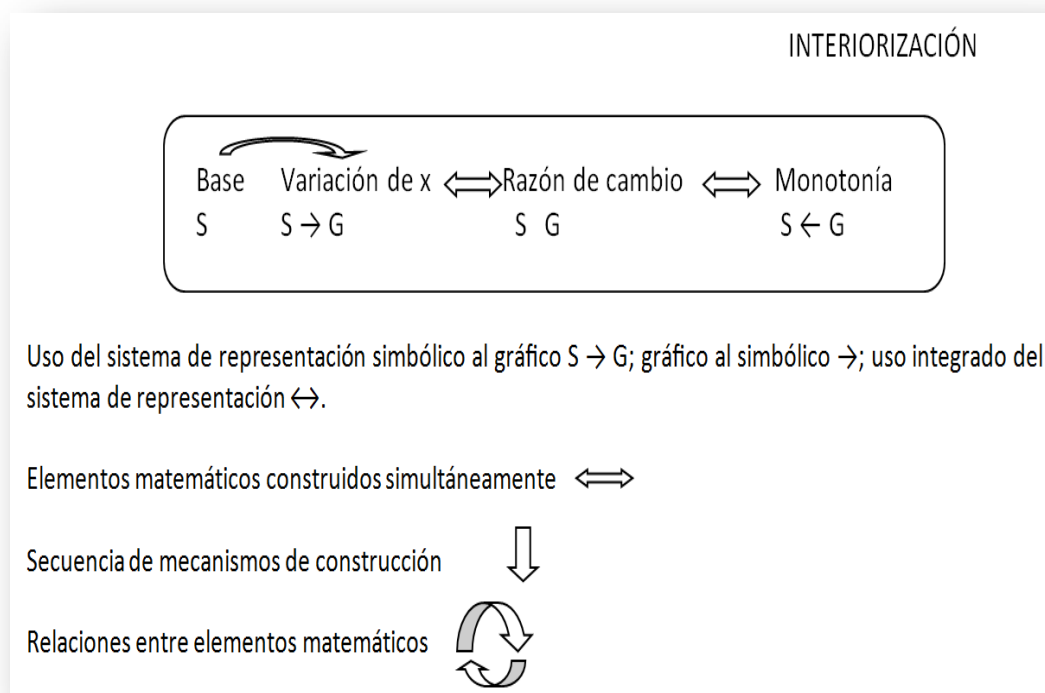 INTERIORIZACIÓN
Base Variación de x ⟺ Razón de cambio ⟺ Monotonía
S S → G S G S ← G
Uso del sistema de representación simbólico al gráfico S → G; gráfico al simbólico →; uso integrado del
sistema de representación ↔.
Elementos matemáticos construidos simultáneamente ⟺
Secuencia de mecanismos de construcción
Relaciones entre elementos matemáticos